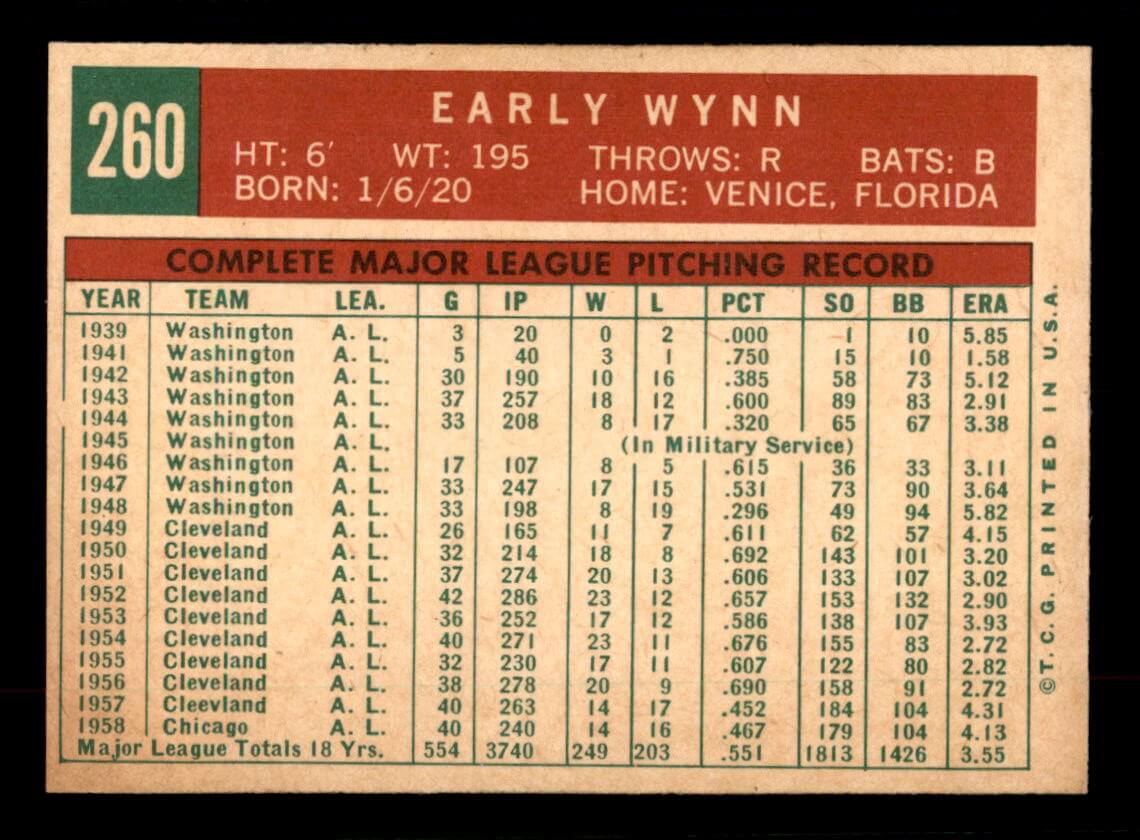 260
EARLY WYNN
HT: 6' WT: 195 THROWS: R BATS: B
BORN: 1/6/20 HOME: VENICE, FLORIDA
COMPLETE MAJOR LEAGUE PITCHING RECORD
YEAR TEAM LEA. G IP W L PCT SO BB ERA
1939 Washington A. L. 3 20 0 2 .000 1 10 5.85
1941 Washington A. L. 5 40 3 1 .750 15 10 1.58
1942 Washington A. L. 30 190 10 16 .385 58 73 5.12
1943 Washington A. L. 37 257 18 12 .600 89 83 2.91
1944 Washington A. L. 33 208 8 17 .320 65 67 3.38
1945 Washington A. L. (In Military Service)
1946 Washington A. L. 17 107 8 5 .615 36 33 3.11
1947 Washington A. L. 33 247 17 15 .531 73 90 3.64
1948 Washington A. L. 33 198 8 19 .296 49 94 5.82
1949 Cleveland A. L. 26 165 11 7 .611 62 57 4.15
1950 Cleveland A. L. 32 214 18 8 .692 143 101 3.20
1951 Cleveland A. L. 37 274 20 13 .606 133 107 3.02
1952 Cleveland A. L. 42 286 23 12 .657 153 132 2.90
1953 Cleveland A. L. 36 252 17 12 .586 138 107 3.93
1954 Cleveland A. L. 40 271 23 11 .676 155 83 2.72
1955 Cleveland A. L. 32 230 17 11 .607 122 80 2.82
1956 Cleveland A. L. 38 278 20 9 .690 158 91 2.72
1957 Cleevland A. L. 40 263 14 17 .452 184 104 4.31
1958 Chicago A. L. 40 240 14 16 .467 179 104 4.13
Major League Totals 18 Yrs. 554 3740 249 203 .551 1813 1426 3.55
©T.C.G. PRINTED IN U.S.A.